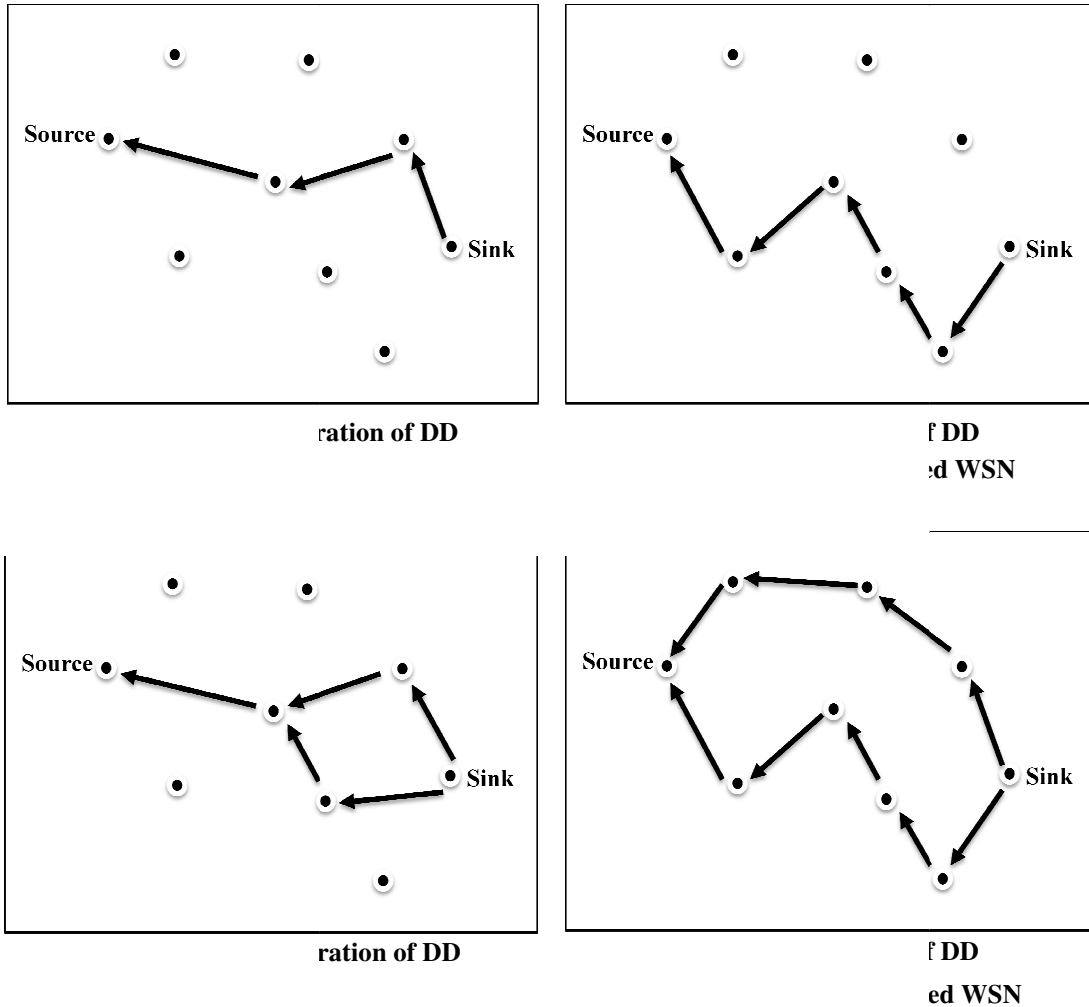 Source
Sink
Source
Sink
ration of DD
f DD
ed WSN
Source
Sink
Source
Sink
ration of DD
f DD
ed WSN